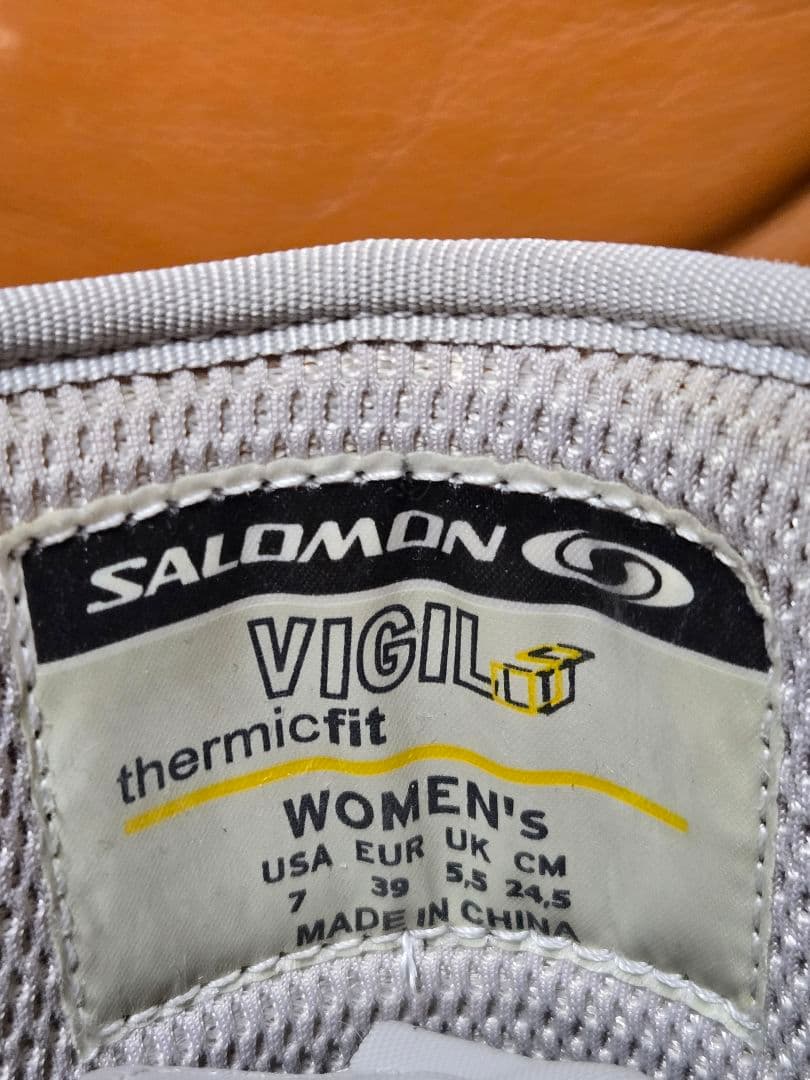 SALOMON
VIGIL
thermicfit
WOMEN's
USA EUR UK CM
7 39 5,5 24,5
MADE IN CHINA